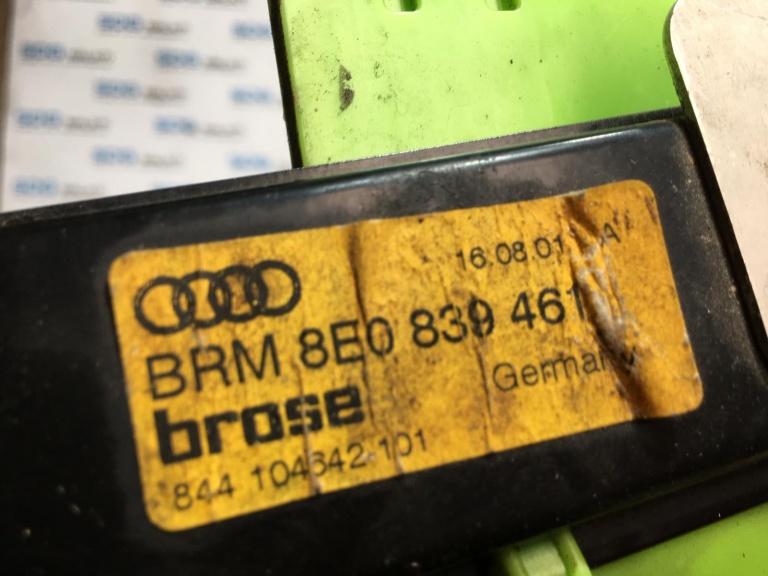 16.08.01 A
BRM 8E0 839 461
Germany
brose
844 104642-101